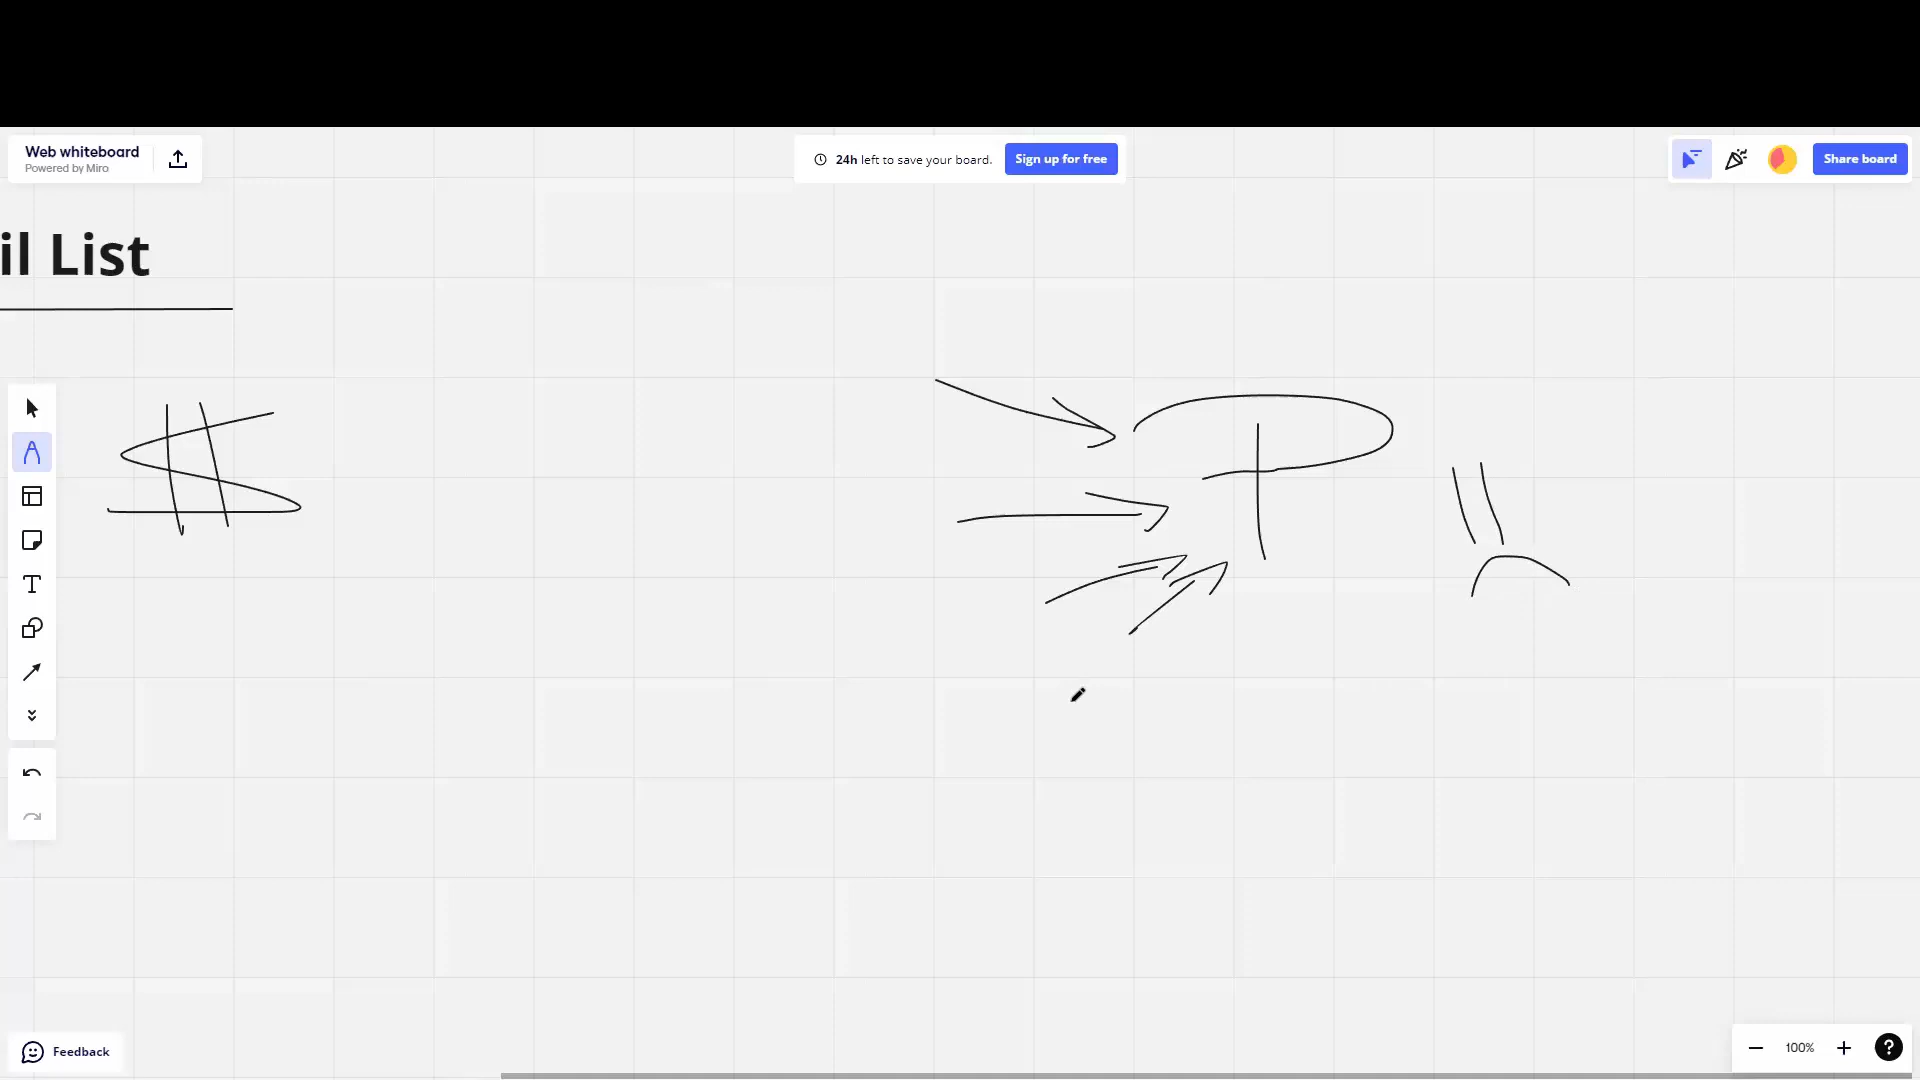 Web whiteboard
Powered by Miro
24h left to save your board.
Sign up for free
Share board
il List
$
P
T
Feedback
100%
?